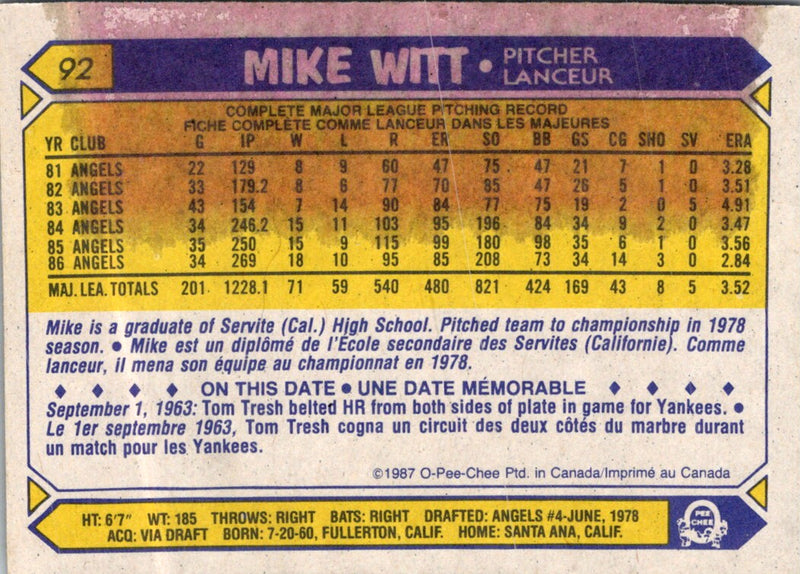 92
MIKE WITT • PITCHER
LANCEUR
COMPLETE MAJOR LEAGUE PITCHING RECORD
FICHE COMPLÈTE COMME LANCEUR DANS LES MAJEURES
YR CLUB G IP W L R ER SO BB GS CG SHO SV ERA
81 ANGELS 22 129 8 9 60 47 75 47 21 7 1 0 3.28
82 ANGELS 33 179.2 8 6 77 70 85 47 26 5 1 0 3.51
83 ANGELS 43 154 7 14 90 84 77 75 19 2 0 5 4.91
84 ANGELS 34 246.2 15 11 103 95 196 84 34 9 2 0 3.47
85 ANGELS 35 250 15 9 115 99 180 98 35 6 1 0 3.56
86 ANGELS 34 269 18 10 95 85 208 73 34 14 3 0 2.84
MAJ. LEA. TOTALS 201 1228.1 71 59 540 480 821 424 169 43 8 5 3.52
Mike is a graduate of Servite (Cal.) High School. Pitched team to championship in 1978
season. • Mike est un diplômé de l'École secondaire des Servites (Californie). Comme
lanceur, il mena son équipe au championnat en 1978.
ON THIS DATE • UNE DATE MÉMORABLE
September 1, 1963: Tom Tresh belted HR from both sides of plate in game for Yankees. •
Le 1er septembre 1963, Tom Tresh cogna un circuit des deux côtés du marbre durant
un match pour les Yankees.
©1987 O-Pee-Chee Ptd. in Canada/Imprimé au Canada
HT: 6'7" WT: 185 THROWS: RIGHT BATS: RIGHT DRAFTED: ANGELS #4-JUNE, 1978
ACQ: VIA DRAFT BORN: 7-20-60, FULLERTON, CALIF. HOME: SANTA ANA, CALIF.
O PEE
CHEE